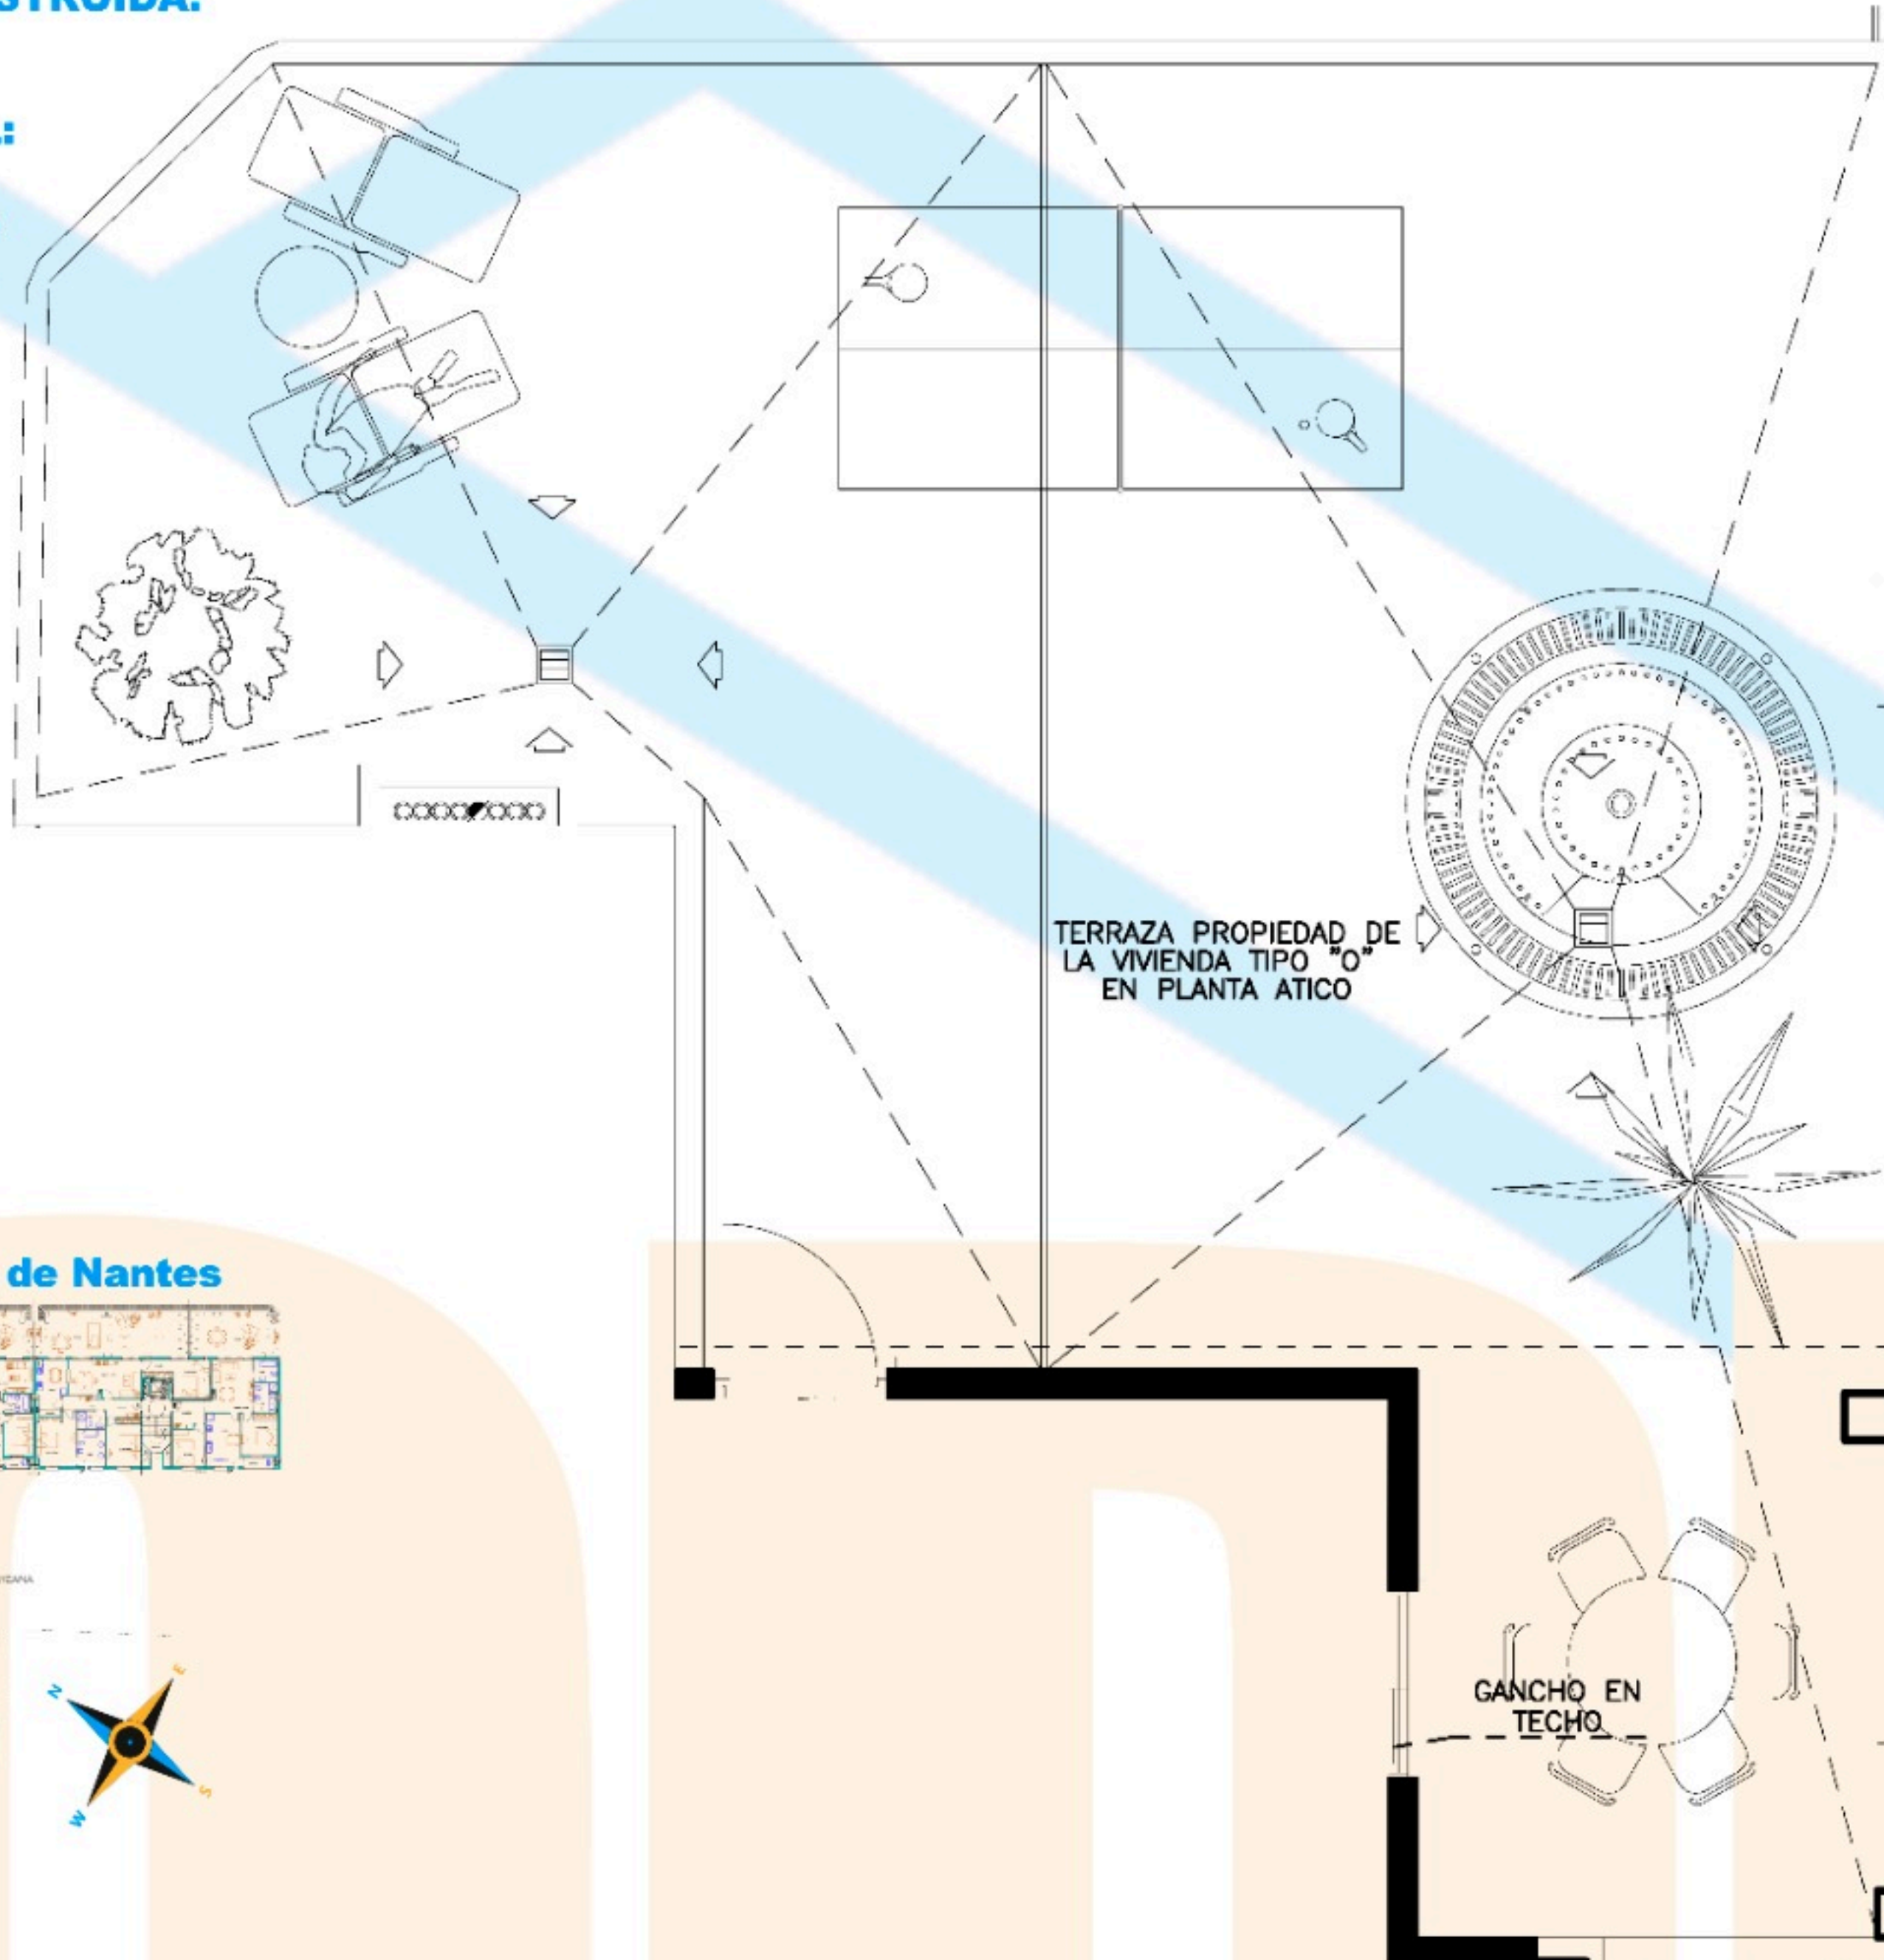 STRUIDA:
.:
TERRAZA PROPIEDAD DE
LA VIVIENDA TIPO "O"
EN PLANTA ATICO
de Nantes
N
E
S
W
GANCHO EN
TECHO